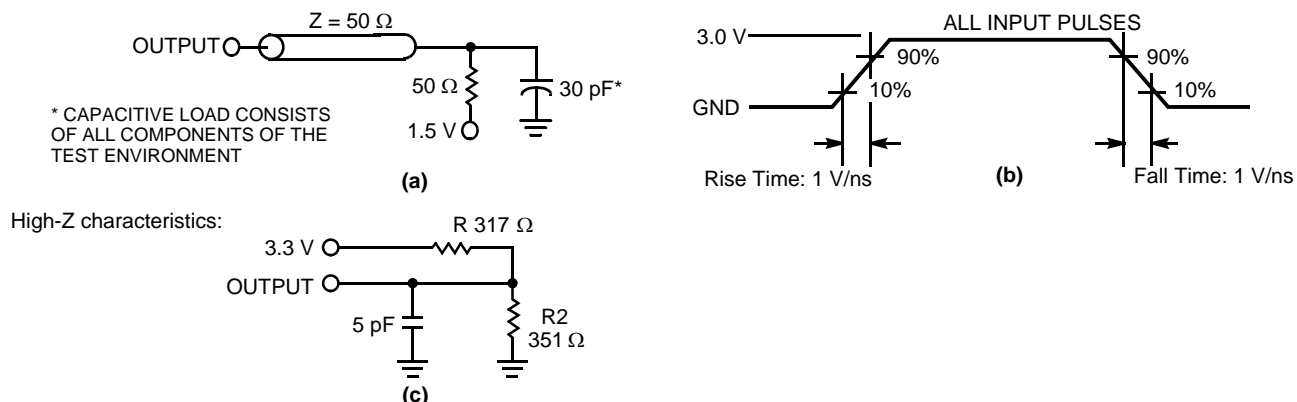 Z = 50 Ω
OUTPUT
50 Ω
30 pF*
1.5 V
* CAPACITIVE LOAD CONSISTS
OF ALL COMPONENTS OF THE
TEST ENVIRONMENT
(a)
ALL INPUT PULSES
3.0 V
90%
10%
GND
90%
10%
Rise Time: 1 V/ns
(b)
Fall Time: 1 V/ns
High-Z characteristics:
R 317 Ω
3.3 V
OUTPUT
5 pF
R2
351 Ω
(c)